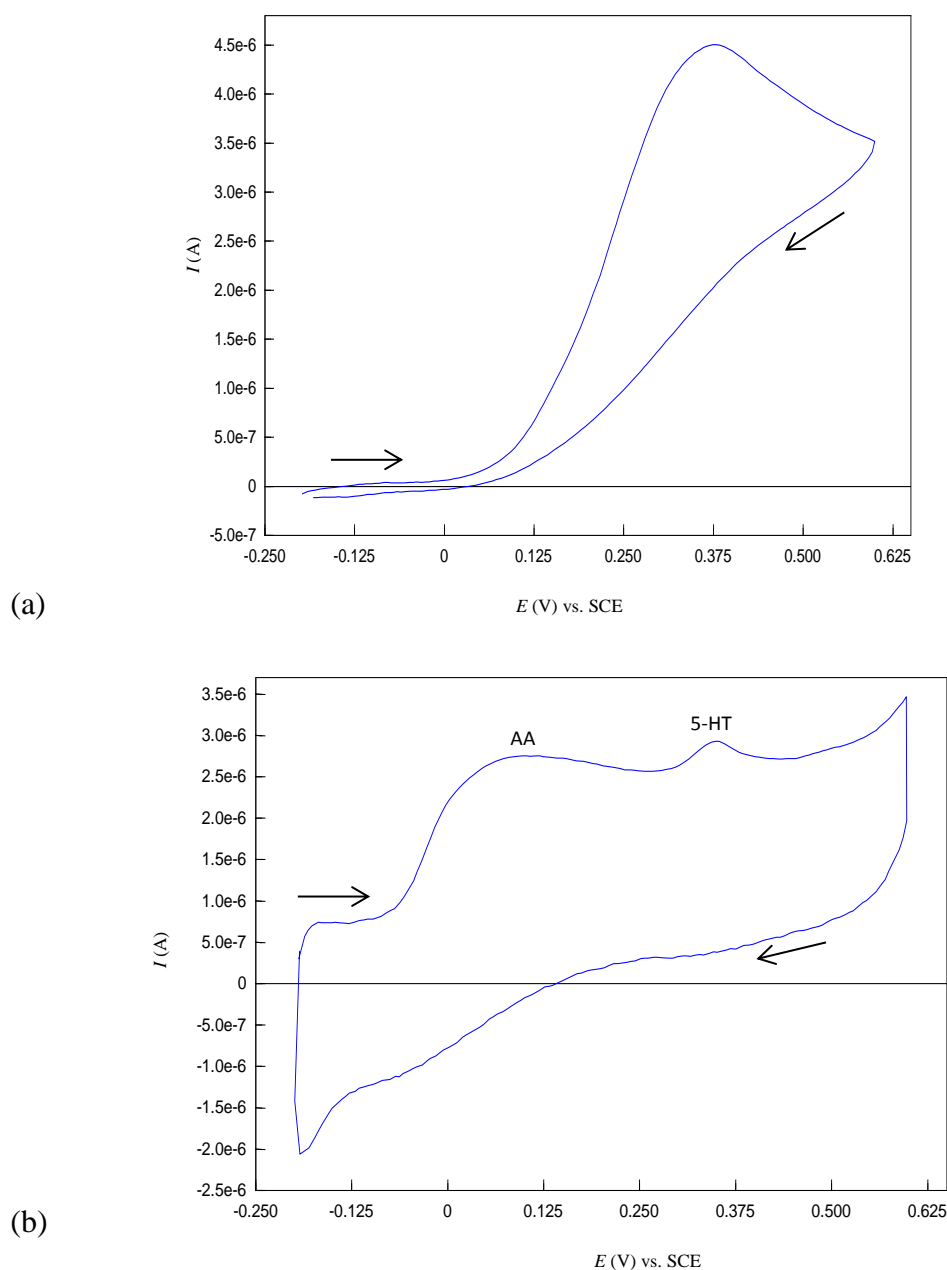 4.5e-6
4.0e-6
3.5e-6
3.0e-6
2.5e-6
2.0e-6
1.5e-6
1.0e-6
5.0e-7
0
-5.0e-7
I (A)
-0.250 -0.125 0 0.125 0.250 0.375 0.500 0.625
E (V) vs. SCE
(a)
3.5e-6
3.0e-6
2.5e-6
2.0e-6
1.5e-6
1.0e-6
5.0e-7
0
-5.0e-7
-1.0e-6
-1.5e-6
-2.0e-6
-2.5e-6
I (A)
AA
5-HT
-0.250 -0.125 0 0.125 0.250 0.375 0.500 0.625
E (V) vs. SCE
(b)